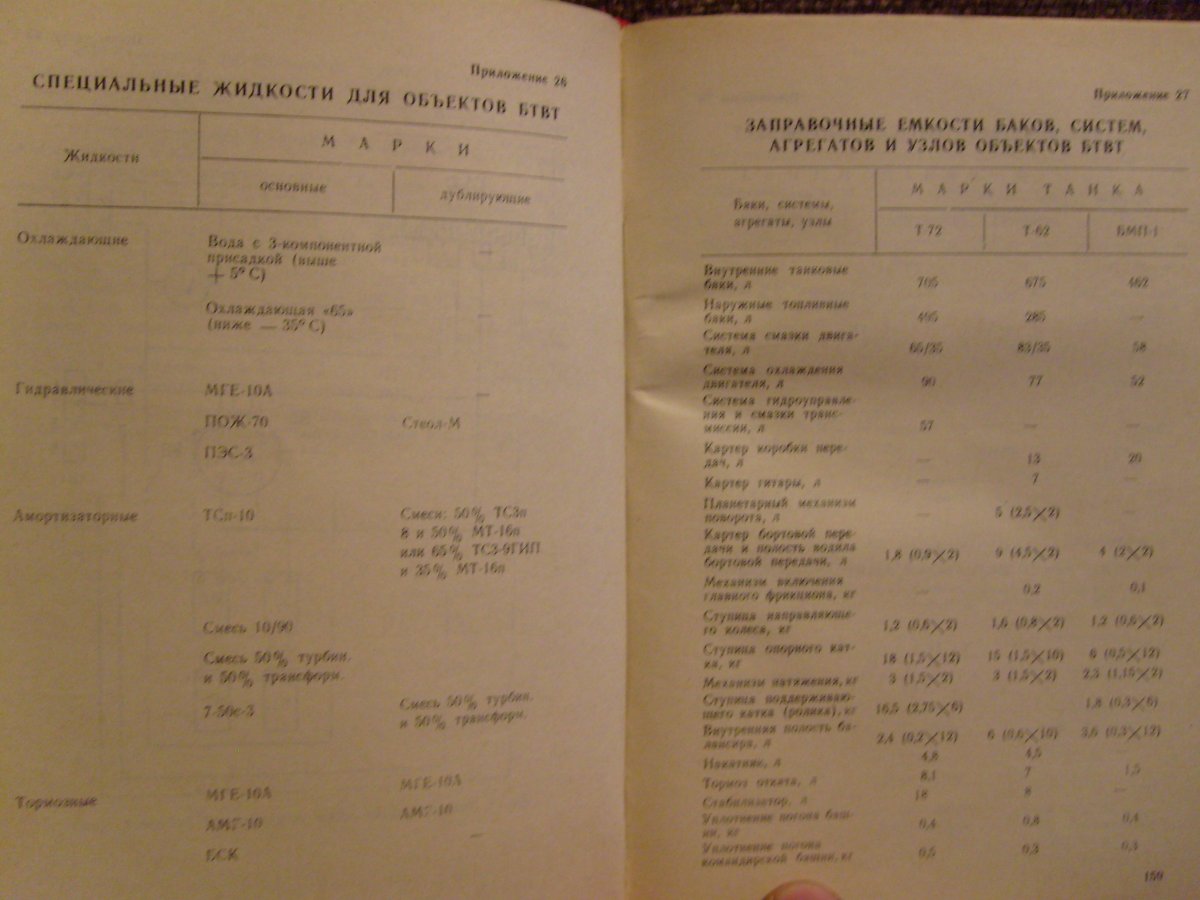 Приложение 26
СПЕЦИАЛЬНЫЕ ЖИДКОСТИ ДЛЯ ОБЪЕКТОВ БТВТ
Жидкости
МАРКИ
основные
дублирующие
Охлаждающие
Вода с 3-компонентной —
присадкой (выше
+ 5° С)
Охлаждающая «65» —
(ниже — 35° С)
Гидравлические МГЕ-10А —
ПОЖ-70 Ствол-М
ПЭС-3
Амортизаторные ТСп-10 Смеси: 50% ТСЗп
8 и 50% МТ-16п
или 65% ТСЗ-9ГИП
и 35% МТ-16п
Смесь 10/90
Смесь 50% турбин.
и 50% трансформ.
7-50с-3 Смесь 50% турбин.
и 50% трансформ.
Тормозные МГЕ-10А МГЕ-10А
АМГ-10 АМГ-10
БСК —
Приложение 27
ЗАПРАВОЧНЫЕ ЕМКОСТИ БАКОВ, СИСТЕМ,
АГРЕГАТОВ И УЗЛОВ ОБЪЕКТОВ БТВТ
Баки, системы,
агрегаты, узлы
МАРКИ ТАНКА
Т-72 Т-62 БМП-1
Внутренние танковые
баки, л 705 675 462
Наружные топливные
баки, л 495 285 —
Система смазки двига-
теля, л 65/35 83/35 58
Система охлаждения
двигателя, л 90 77 52
Система гидроуправле-
ния и смазки транс-
миссии, л 57 — —
Картер коробки пере-
дач, л — 13 20
Картер гитары, л — 7 —
Планетарный механизм
поворота, л — 5 (2,5×2)
Картер бортовой пере-
дачи и полость водила
бортовой передачи, л 1,8 (0,9×2) 9 (4,5×2) 4 (2×2)
Механизм включения
главного фрикциона, кг — 0,2 0,1
Ступица направляюще-
го колеса, кг 1,2 (0,6×2) 1,6 (0,8×2) 1,2 (0,6×2)
Ступица опорного кат-
ка, кг 18 (1,5×12) 15 (1,5×10) 6 (0,5×12)
Механизм натяжения, кг 3 (1,5×2) 3 (1,5×2) 2,3 (1,15×2)
Ступица поддерживаю-
щего катка (ролика), кг 16,5 (2,75×6) 1,8 (0,3×6)
Внутренняя полость ба-
лансира, л 2,4 (0,2×12) 6 (0,6×10) 3,6 (0,3×12)
Накатник, л 4,8 4,5
Тормоз отката, л 8,1 7 1,5
Стабилизатор, л 18 8 —
Уплотнение погона баш-
ни, кг 0,4 0,8 0,4
Уплотнение погона
командирской башни, кг 0,5 0,3 0,3
159